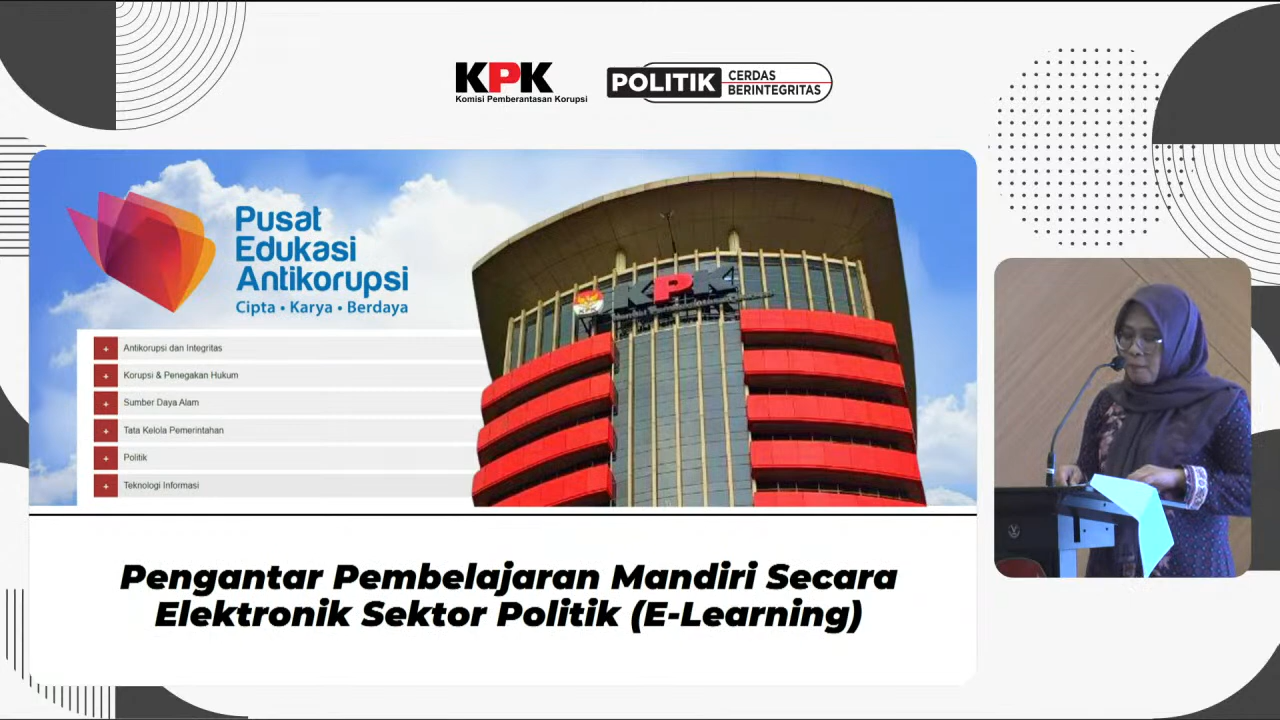 KPK
Komisi Pemberantasan Korupsi
POLITIK
CERDAS
BERINTEGRITAS
Pusat
Edukasi
Antikorupsi
Cipta • Karya • Berdaya
+ Antikorupsi dan Integritas
+ Korupsi & Penegakan Hukum
+ Sumber Daya Alam
+ Tata Kelola Pemerintahan
+ Politik
+ Teknologi Informasi
KPK
Pengantar Pembelajaran Mandiri Secara
Elektronik Sektor Politik (E-Learning)